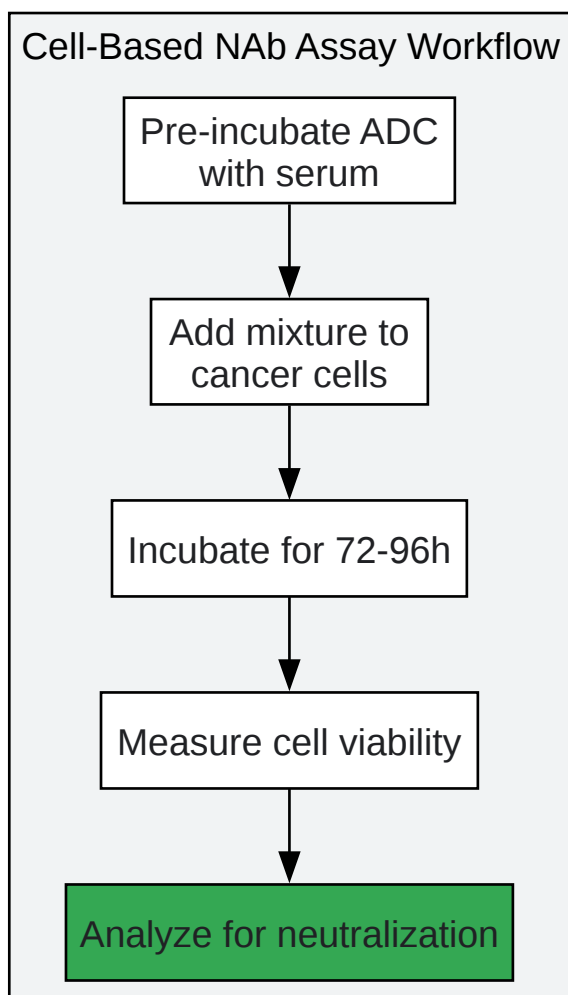 Cell-Based NAb Assay Workflow
Pre-incubate ADC
with serum
Add mixture to
cancer cells
Incubate for 72-96h
Measure cell viability
Analyze for neutralization